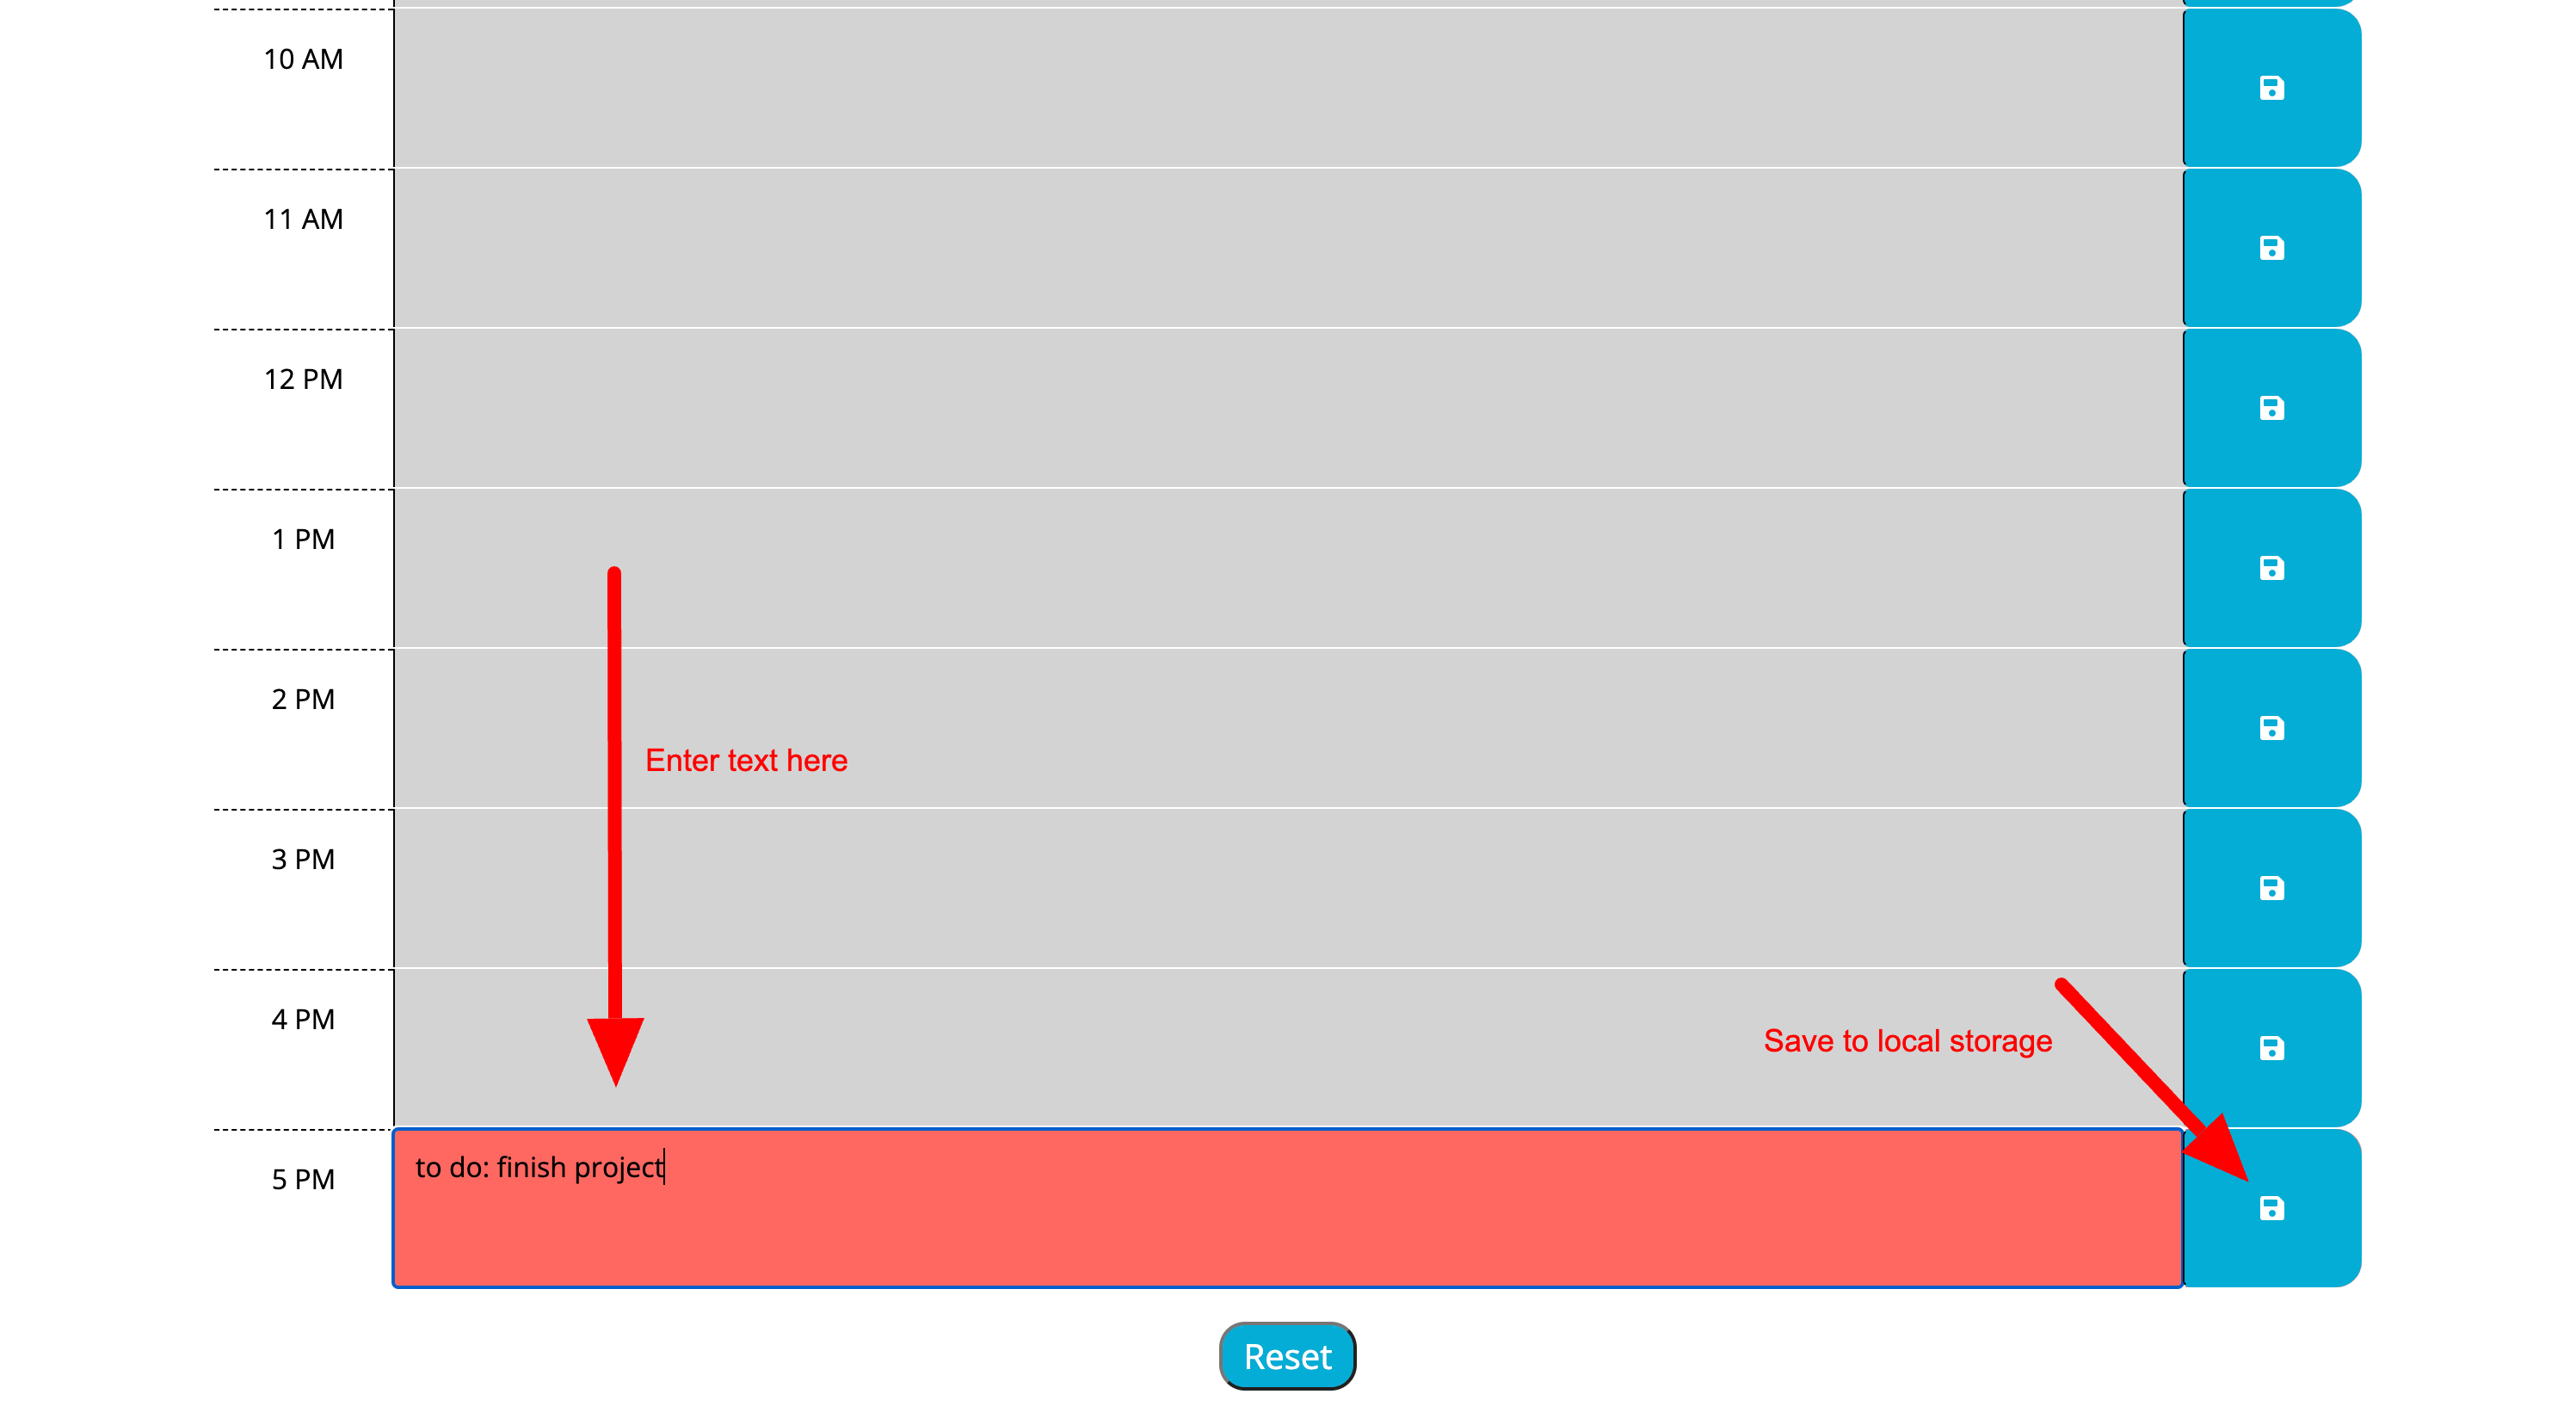 10 AM
11 AM
12 PM
1 PM
2 PM
Enter text here
3 PM
4 PM
Save to local storage
5 PM
to do: finish project
Reset